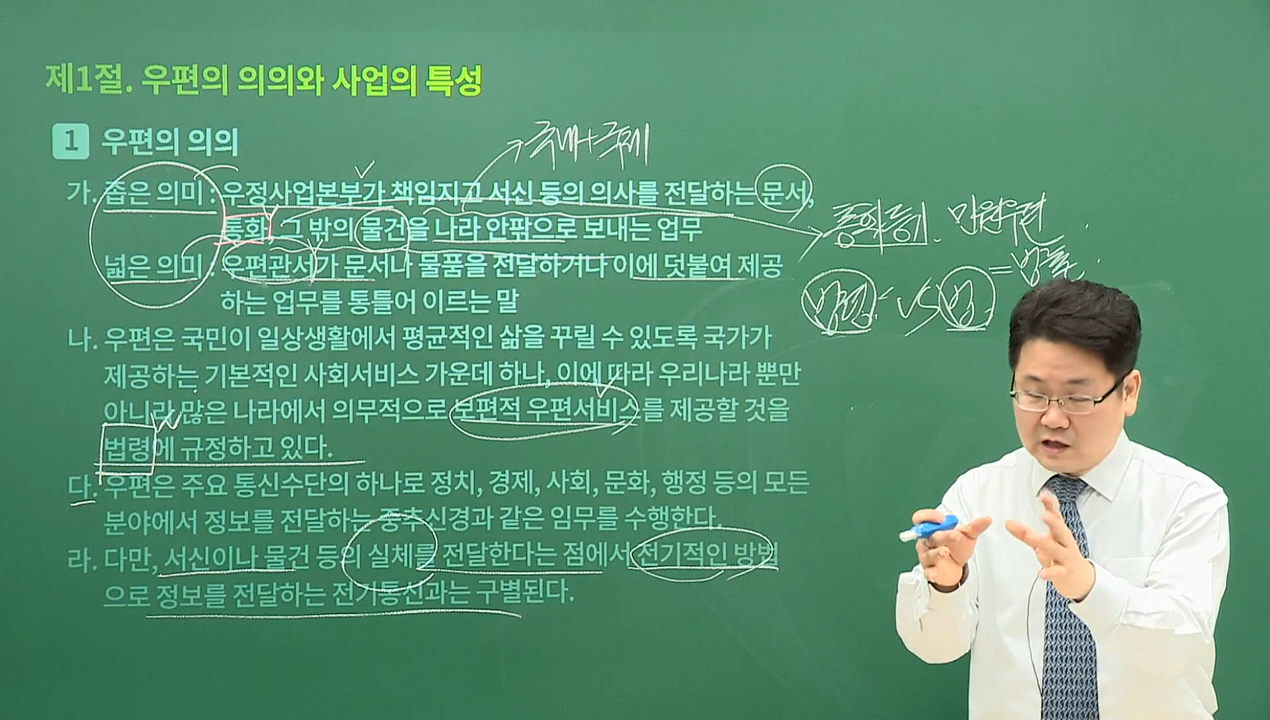 제1절. 우편의 의의와 사업의 특성
1 우편의 의의
국내+국제
가. 좁은 의미 : 우정사업본부가 책임지고 서신 등의 의사를 전달하는 문서,
통화, 그 밖의 물건을 나라 안팎으로 보내는 업무
통화등기. 민원우편
넓은 의미 : 우편관서가 문서나 물품을 전달하거나 이에 덧붙여 제공
하는 업무를 통틀어 이르는 말
법령 VS 법
나. 우편은 국민이 일상생활에서 평균적인 삶을 꾸릴 수 있도록 국가가
제공하는 기본적인 사회서비스 가운데 하나, 이에 따라 우리나라 뿐만
아니라 많은 나라에서 의무적으로 보편적 우편서비스를 제공할 것을
법령에 규정하고 있다.
다. 우편은 주요 통신수단의 하나로 정치, 경제, 사회, 문화, 행정 등의 모든
분야에서 정보를 전달하는 중추신경과 같은 임무를 수행한다.
라. 다만, 서신이나 물건 등의 실체를 전달한다는 점에서 전기적인 방법
으로 정보를 전달하는 전기통신과는 구별된다.